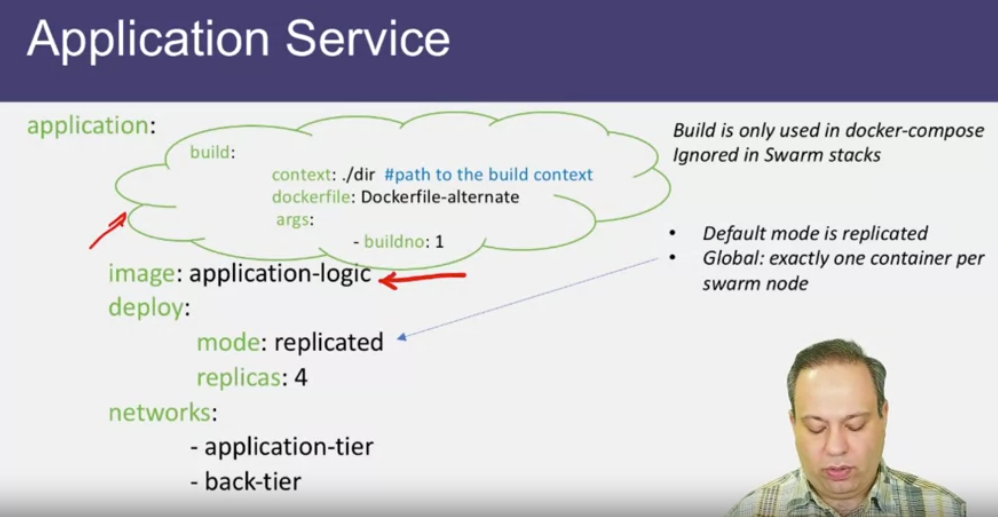 Application Service
application:
build:
context: ./dir #path to the build context
dockerfile: Dockerfile-alternate
args:
- buildno: 1
image: application-logic
deploy:
mode: replicated
replicas: 4
networks:
- application-tier
- back-tier
Build is only used in docker-compose
Ignored in Swarm stacks
• Default mode is replicated
• Global: exactly one container per
swarm node